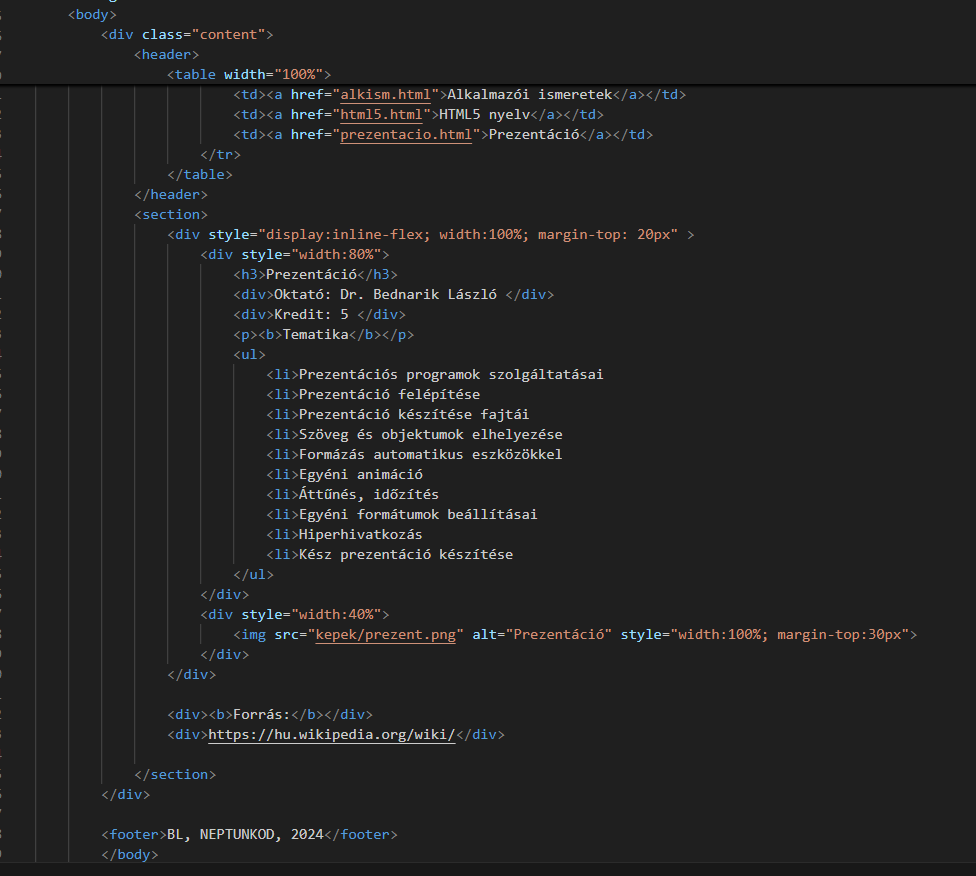 <body>
<div class="content">
<header>
<table width="100%">
<td><a href="alkism.html">Alkalmazói ismeretek</a></td>
<td><a href="html5.html">HTML5 nyelv</a></td>
<td><a href="prezentacio.html">Prezentáció</a></td>
</tr>
</table>
</header>
<section>
<div style="display:inline-flex; width:100%; margin-top: 20px" >
<div style="width:80%">
<h3>Prezentáció</h3>
<div>Oktató: Dr. Bednarik László </div>
<div>Kredit: 5 </div>
<p><b>Tematika</b></p>
<ul>
<li>Prezentációs programok szolgáltatásai
<li>Prezentáció felépítése
<li>Prezentáció készítése fajtái
<li>Szöveg és objektumok elhelyezése
<li>Formázás automatikus eszközökkel
<li>Egyéni animáció
<li>Áttűnés, időzítés
<li>Egyéni formátumok beállításai
<li>Hiperhivatkozás
<li>Kész prezentáció készítése
</ul>
</div>
<div style="width:40%">
<img src="kepek/prezent.png" alt="Prezentáció" style="width:100%; margin-top:30px">
</div>
</div>
<div><b>Forrás:</b></div>
<div>https://hu.wikipedia.org/wiki/</div>
</section>
</div>
<footer>BL, NEPTUNKOD, 2024</footer>
</body>